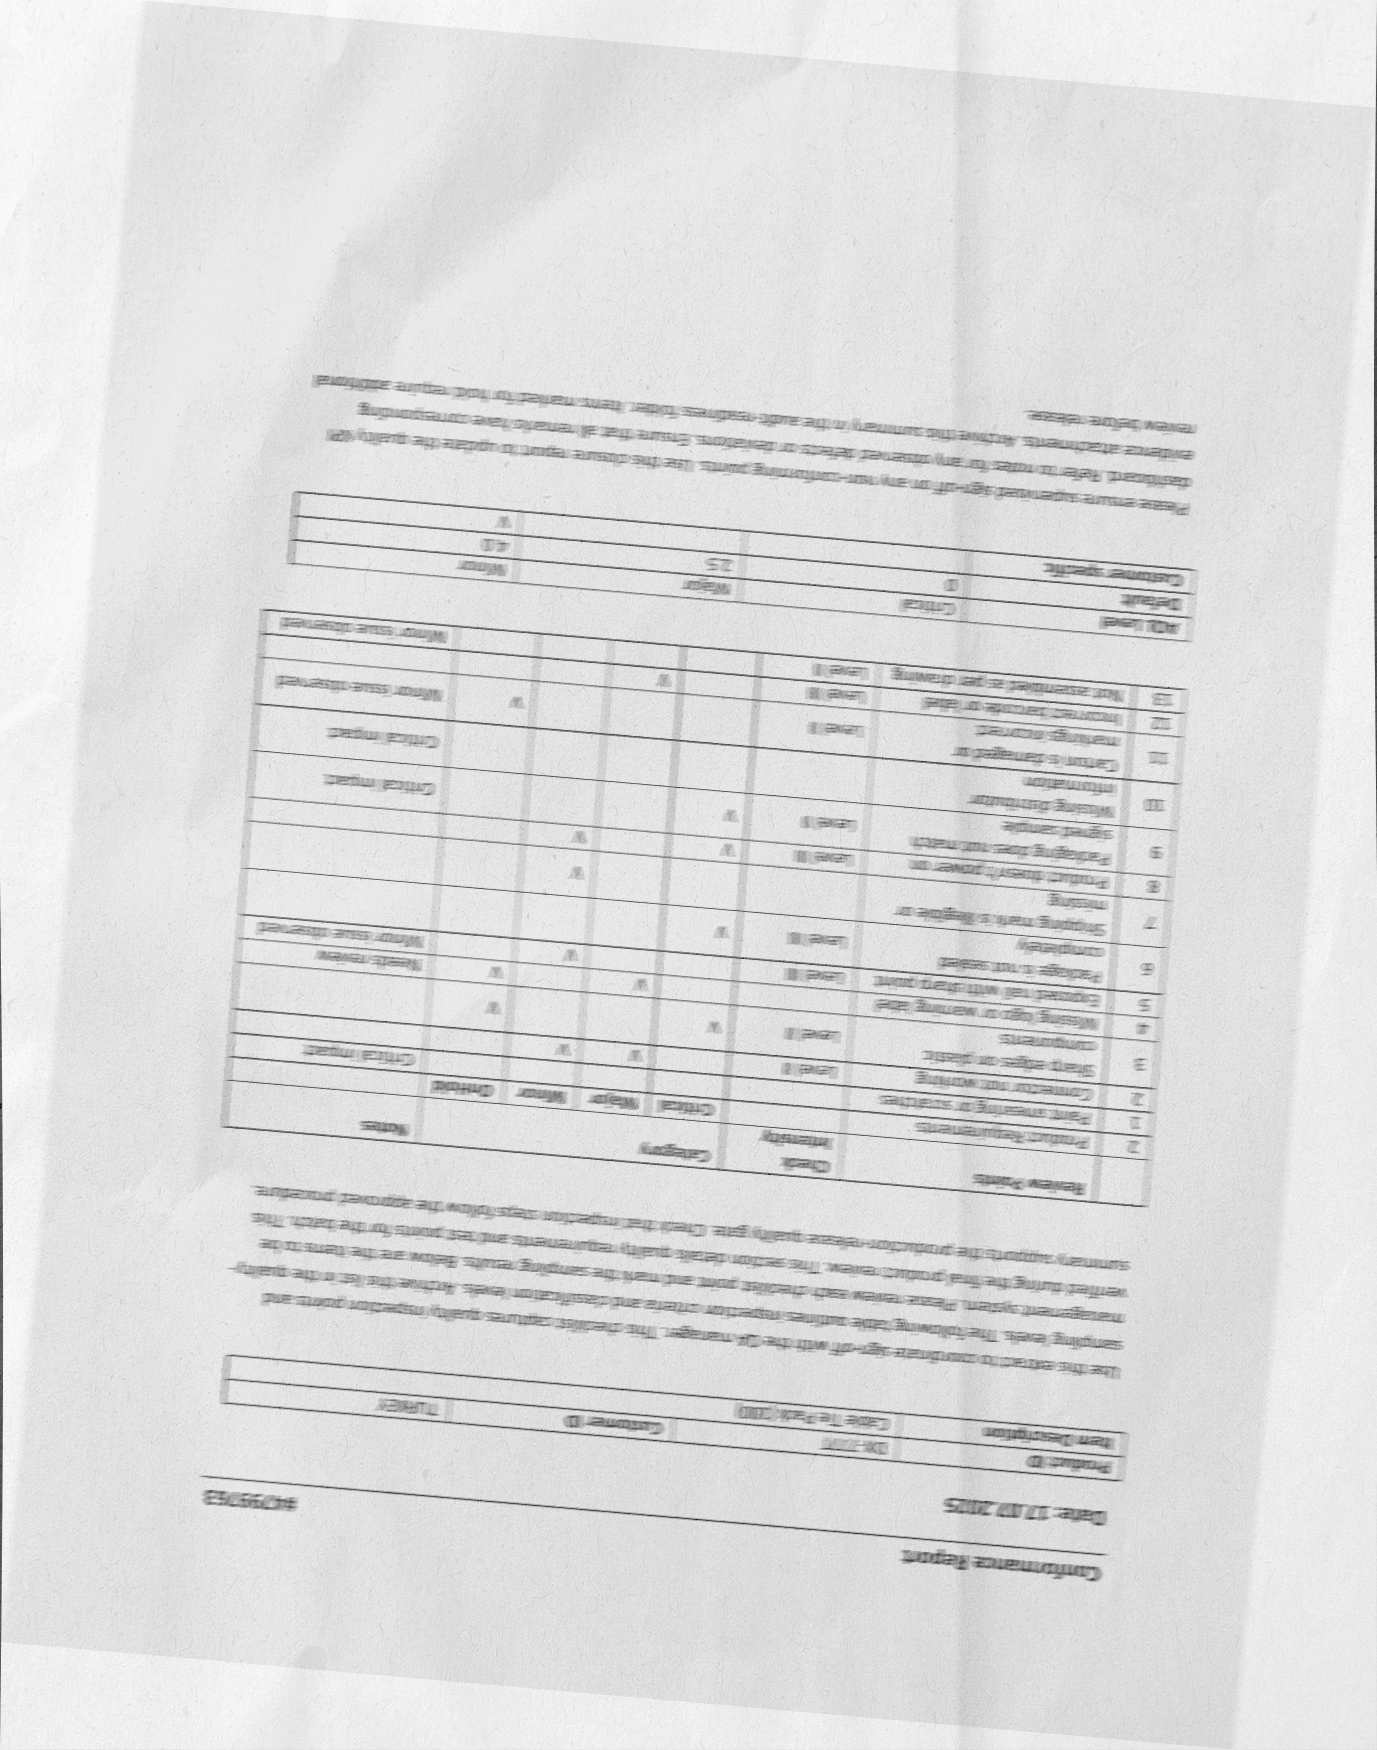 Conformance Report
Date: 17.07.2025
Product ID Customer ID TURKEY
Item Description Cable Tie Pack (100)
Use this extract to coordinate sign-off with the QA manager. This checklist captures quality inspection points and
sampling levels. The following table outlines inspection criteria and classification levels. Archive this list in the quality-
management system. Please review each checklist point and mark the sampling results. Below are the items to be
verified during the final product review. This section details quality requirements and test points for the batch. This
summary supports the production-release quality gate. Check that inspection steps follow the approved procedure.
Review Points Check Category Notes
Intensity
2 Product Requirements Critical Major Minor OnHold
1 Paint smearing or scratches Critical impact
2 Connector not working Level II
3 Sharp edges on plastic Level
components
4 Missing logo or warning label Needs review
5 Exposed nail with sharp point Level III Minor issue observed
6 Package is not sealed Level III
completely
7 Shipping mark is illegible or
missing
8 Product doesn't power on Level III
9 Packaging does not match Level Critical impact
signed sample
10 Missing distributor Critical impact
information
11 Carton is damaged or Level Minor issue observed
markings incorrect
12 Incorrect barcode or label Level III
13 Not assembled as per drawing Level Minor issue observed
AQL Level Critical Major Minor
Default 0 2.5 4.0
Customer specific
Please ensure supervisor sign-off on any non-conforming points. Use this closure report to update the quality KPI
dashboard. Refer to notes for any observed defects or deviations. Ensure that all remarks have corresponding
evidence attachments. Archive this summary in the audit-readiness folder. Items marked for hold require additional
review before release.